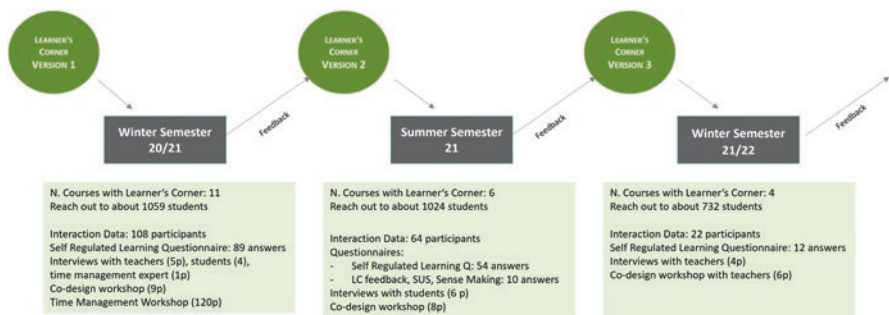 LEARNER'S
CORNER
VERSION 1
LEARNER'S
CORNER
VERSION 2
LEARNER'S
CORNER
VERSION 3
Winter Semester
20/21
Feedback
Summer Semester
21
Feedback
Winter Semester
21/22
Feedback
N. Courses with Learner's Corner: 11
Reach out to about 1059 students
Interaction Data: 108 participants
Self Regulated Learning Questionnaire: 89 answers
Interviews with teachers (5p), students (4),
time management expert (1p)
Co-design workshop (9p)
Time Management Workshop (120p)
N. Courses with Learner's Corner: 6
Reach out to about 1024 students
Interaction Data: 64 participants
Questionnaires:
- Self Regulated Learning Q: 54 answers
- LC feedback, SUS, Sense Making: 10 answers
Interviews with students (6 p)
Co-design workshop (8p)
N. Courses with Learner's Corner: 4
Reach out to about 732 students
Interaction Data: 22 participants
Self Regulated Learning Questionnaire: 12 answers
Interviews with teachers (4p)
Co-design workshop with teachers (6p)